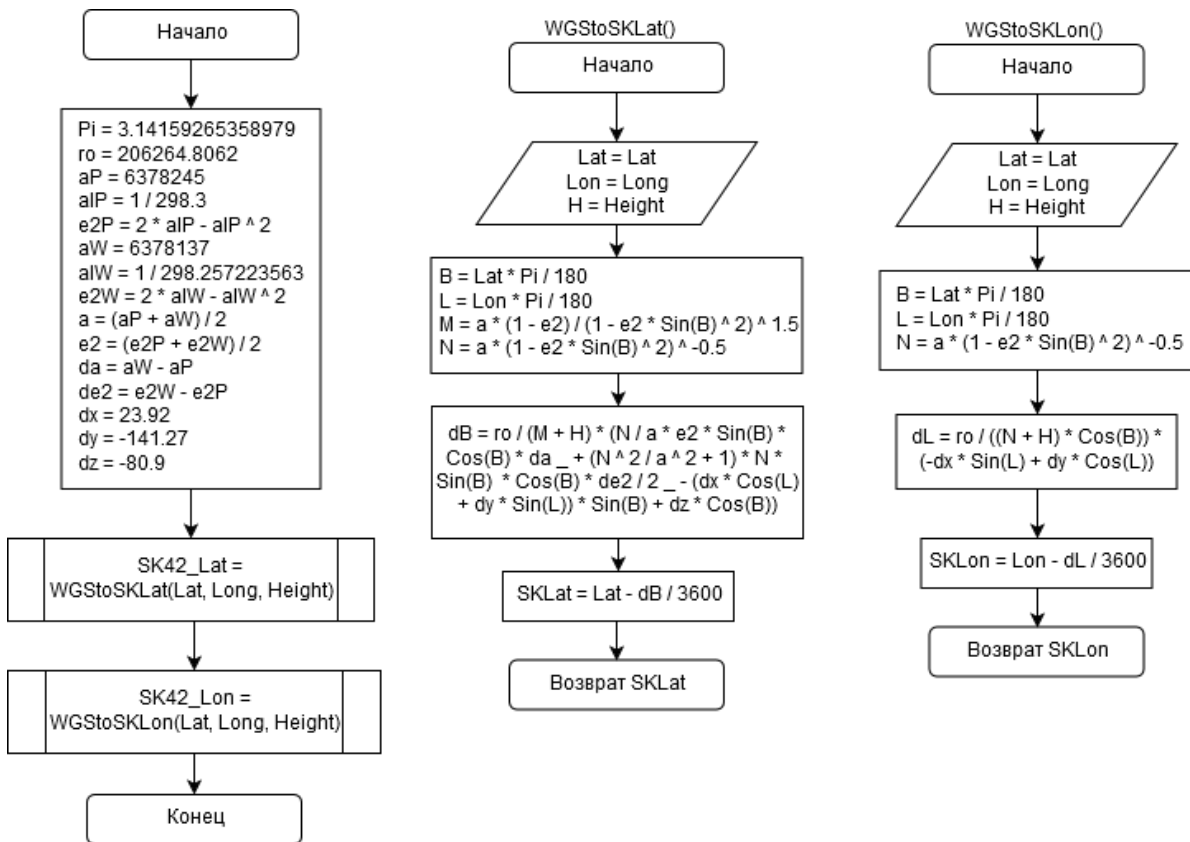 Начало
Pi = 3.14159265358979
ro = 206264.8062
aP = 6378245
alP = 1 / 298.3
e2P = 2 * alP - alP ^ 2
aW = 6378137
alW = 1 / 298.257223563
e2W = 2 * alW - alW ^ 2
a = (aP + aW) / 2
e2 = (e2P + e2W) / 2
da = aW - aP
de2 = e2W - e2P
dx = 23.92
dy = -141.27
dz = -80.9
SK42_Lat =
WGStoSKLat(Lat, Long, Height)
SK42_Lon =
WGStoSKLon(Lat, Long, Height)
Конец
WGStoSKLat()
Начало
Lat = Lat
Lon = Long
H = Height
B = Lat * Pi / 180
L = Lon * Pi / 180
M = a * (1 - e2) / (1 - e2 * Sin(B) ^ 2) ^ 1.5
N = a * (1 - e2 * Sin(B) ^ 2) ^ -0.5
dB = ro / (M + H) * (N / a * e2 * Sin(B) *
Cos(B) * da _ + (N ^ 2 / a ^ 2 + 1) * N *
Sin(B) * Cos(B) * de2 / 2 _ - (dx * Cos(L)
+ dy * Sin(L)) * Sin(B) + dz * Cos(B))
SKLat = Lat - dB / 3600
Возврат SKLat
WGStoSKLon()
Начало
Lat = Lat
Lon = Long
H = Height
B = Lat * Pi / 180
L = Lon * Pi / 180
N = a * (1 - e2 * Sin(B) ^ 2) ^ -0.5
dL = ro / ((N + H) * Cos(B)) *
(-dx * Sin(L) + dy * Cos(L))
SKLon = Lon - dL / 3600
Возврат SKLon